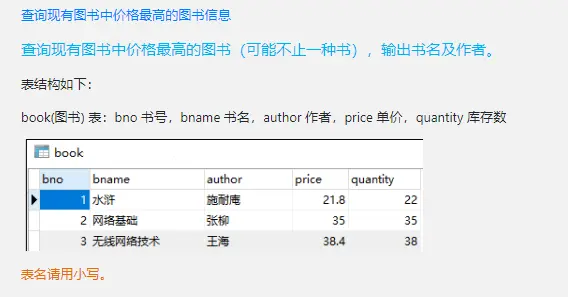 查询现有图书中价格最高的图书信息
查询现有图书中价格最高的图书（可能不止一种书），输出书名及作者。
表结构如下：
book(图书) 表：bno 书号，bname 书名，author 作者，price 单价，quantity 库存数
book
bno bname author price quantity
1 水浒 施耐庵 21.8 22
2 网络基础 张柳 35 35
3 无线网络技术 王海 38.4 38
表名请用小写。